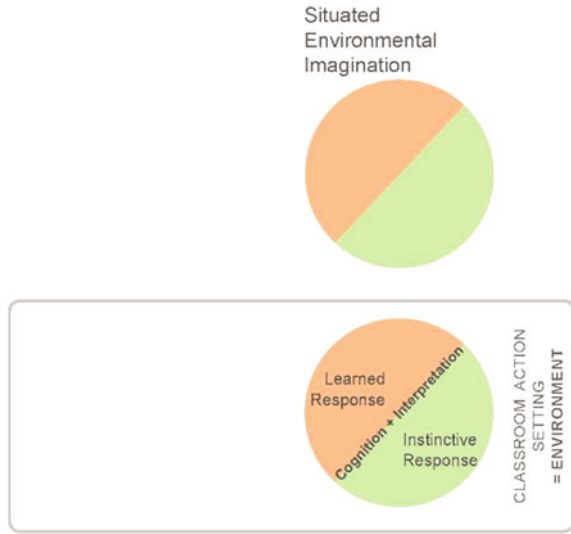 Situated
Environmental
Imagination
Learned
Response
Cognition + Interpretation
Instinctive
Response
CLASSROOM ACTION
SETTING
= ENVIRONMENT